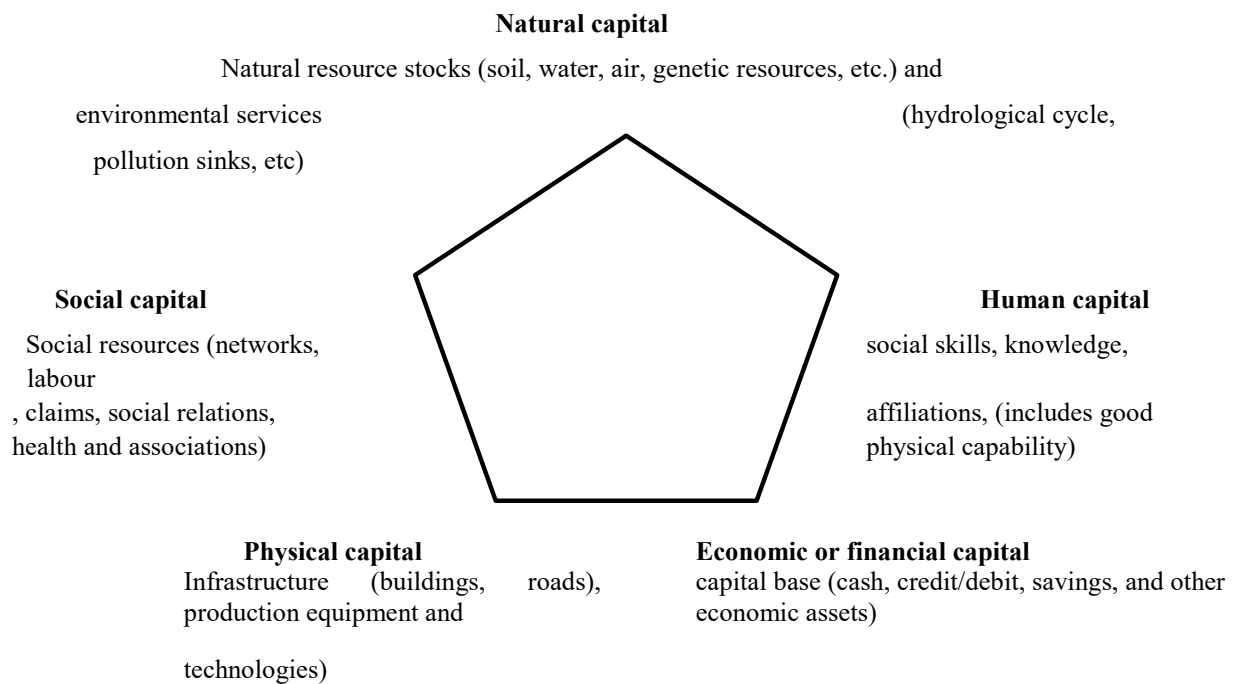 Natural capital
Natural resource stocks (soil, water, air, genetic resources, etc.) and
environmental services (hydrological cycle,
pollution sinks, etc)
Social capital
Social resources (networks,
labour
, claims, social relations,
health and associations)
Human capital
social skills, knowledge,
affiliations, (includes good
physical capability)
Physical capital
Infrastructure (buildings, roads),
production equipment and
technologies)
Economic or financial capital
capital base (cash, credit/debit, savings, and other
economic assets)